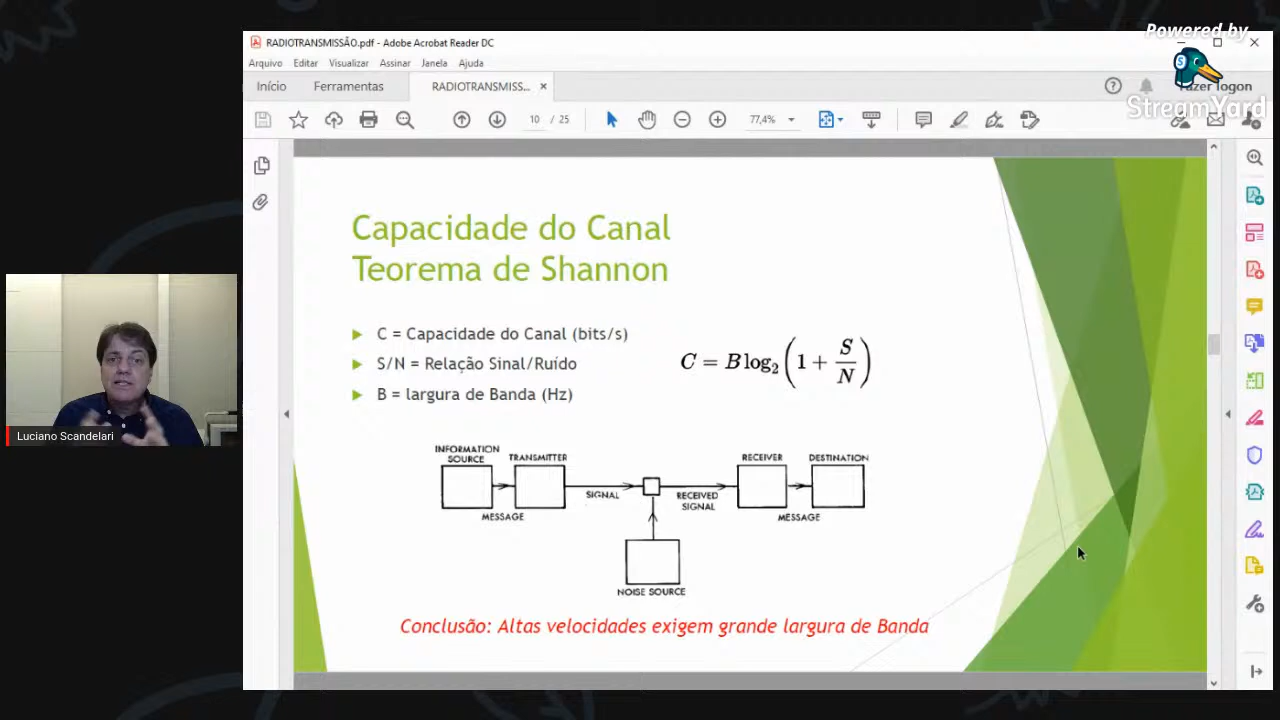 Powered by
StreamYard
RADIOTRANSMISSÃO.pdf - Adobe Acrobat Reader DC
Arquivo Editar Visualizar Assinar Janela Ajuda
Início Ferramentas RADIOTRANSMISS... × Fazer logon
10 / 25 77,4%
Capacidade do Canal
Teorema de Shannon
C = Capacidade do Canal (bits/s)
S/N = Relação Sinal/Ruído
B = largura de Banda (Hz)
C = B log₂ (1 + S/N)
INFORMATION
SOURCE TRANSMITTER RECEIVER DESTINATION
SIGNAL RECEIVED
SIGNAL
MESSAGE MESSAGE
NOISE SOURCE
Conclusão: Altas velocidades exigem grande largura de Banda
Luciano Scandelari